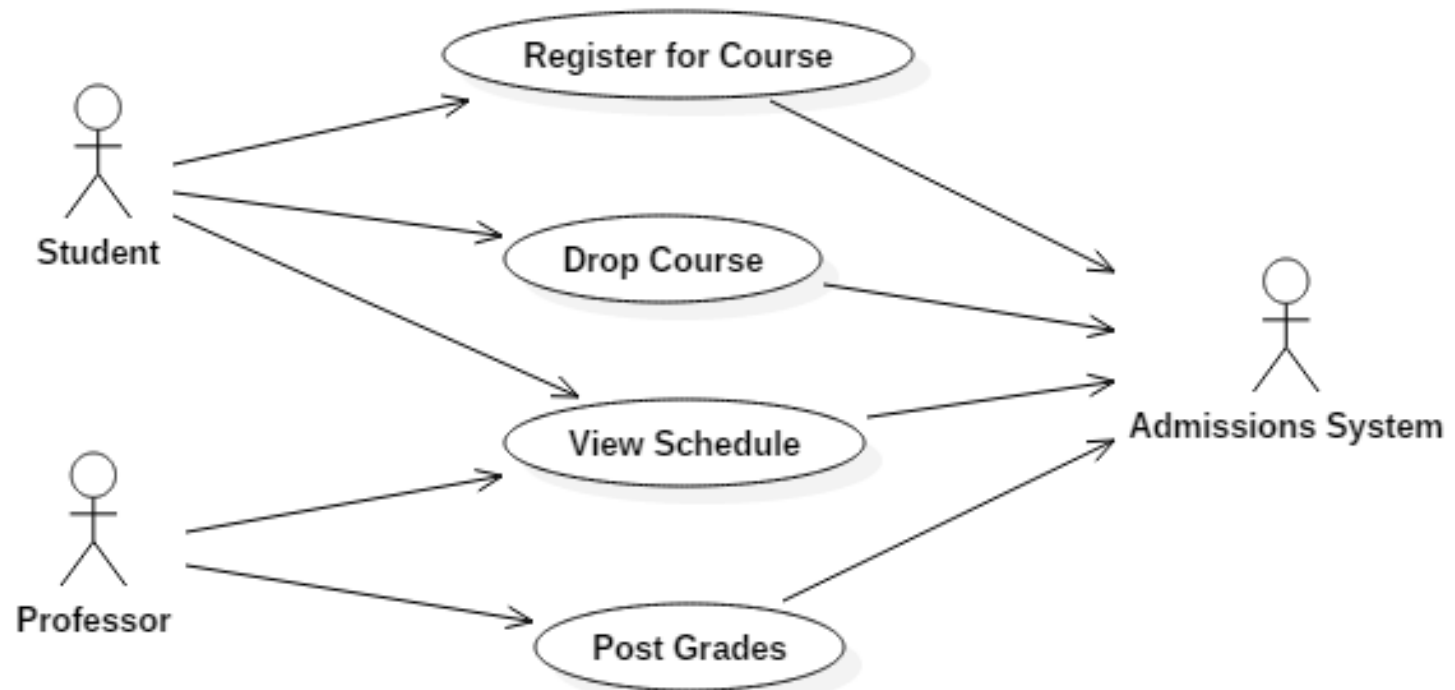 Register for Course
Student
Drop Course
Admissions System
View Schedule
Professor
Post Grades